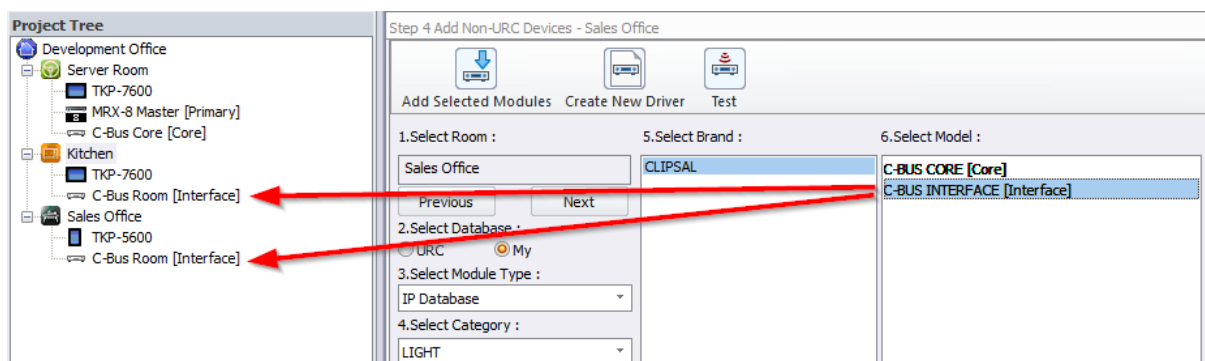 Project Tree
Development Office
Server Room
TKP-7600
MRX-8 Master [Primary]
C-Bus Core [Core]
Kitchen
TKP-7600
C-Bus Room [Interface]
Sales Office
TKP-5600
C-Bus Room [Interface]
Step 4 Add Non-URC Devices - Sales Office
Add Selected Modules Create New Driver Test
1.Select Room :
Sales Office
Previous Next
2.Select Database :
URC My
3.Select Module Type :
IP Database
4.Select Category :
LIGHT
5.Select Brand :
CLIPSAL
6.Select Model :
C-BUS CORE [Core]
C-BUS INTERFACE [Interface]